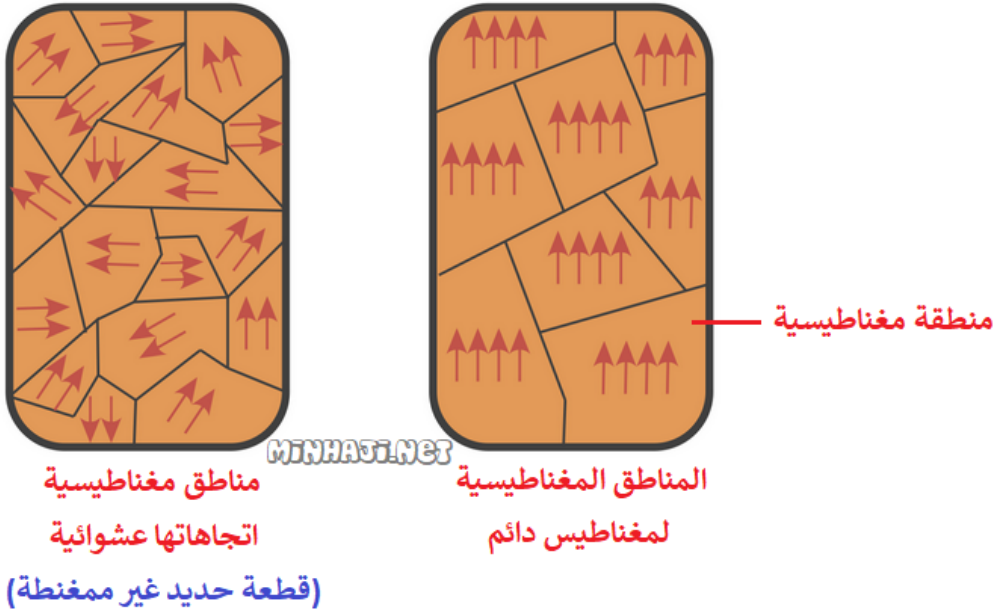 منطقة مغناطيسية
MiNHAJi.NeT
المناطق المغناطيسية
لمغناطيس دائم
مناطق مغناطيسية
اتجاهاتها عشوائية
(قطعة حديد غير ممغنطة)